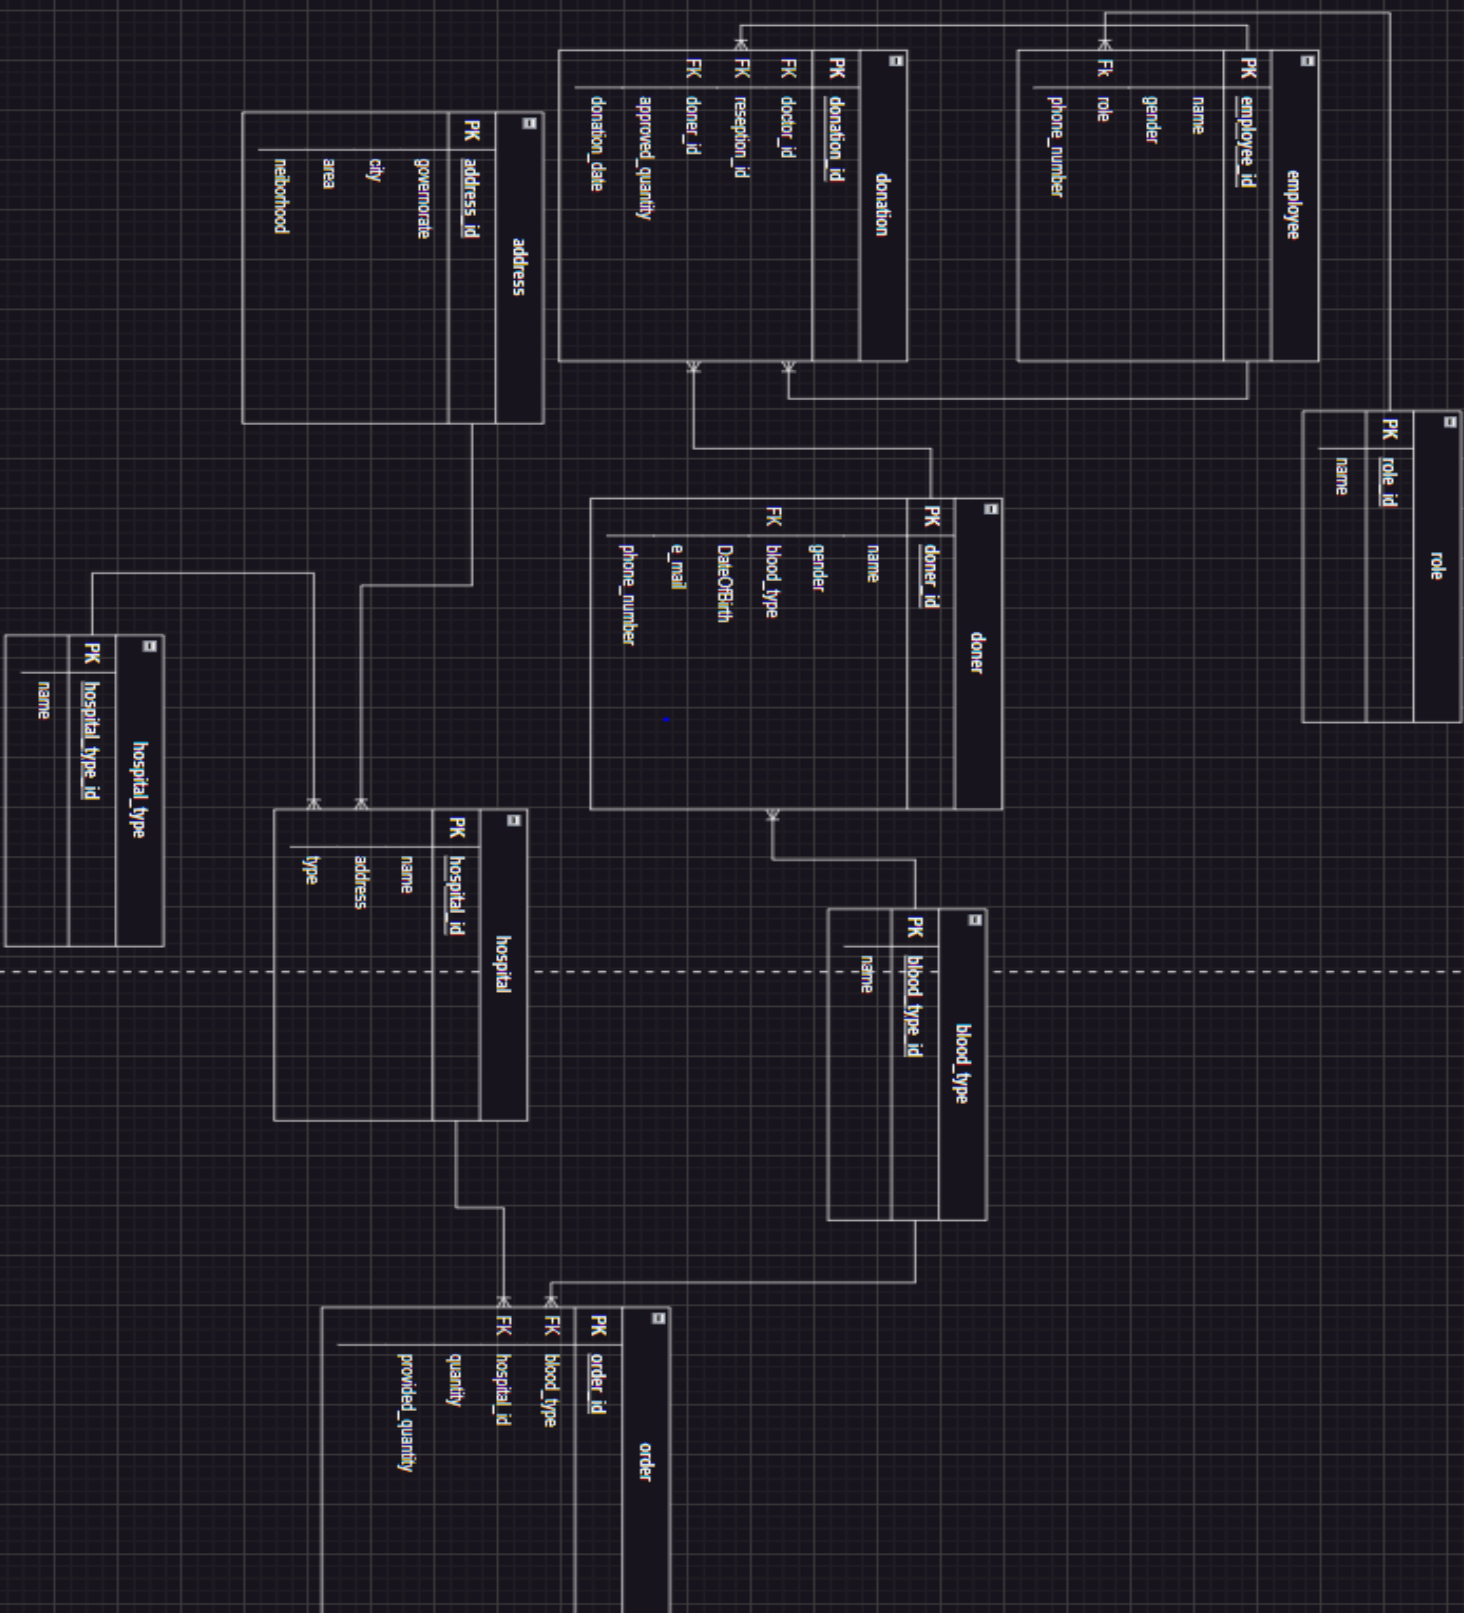 role
PK role_id
name
employee
PK employee_id
name
gender
Fk role
phone_number
donation
PK donation_id
FK doctor_id
FK reseption_id
FK doner_id
approved_quantity
donation_date
address
PK address_id
governorate
city
area
neiborhood
doner
PK doner_id
name
gender
FK blood_type
DateOfBirth
e_mail
phone_number
hospital_type
PK hospital_type_id
name
hospital
PK hospital_id
name
address
type
blood_type
PK blood_type_id
name
order
PK order_id
FK blood_type
FK hospital_id
quantity
provided_quantity